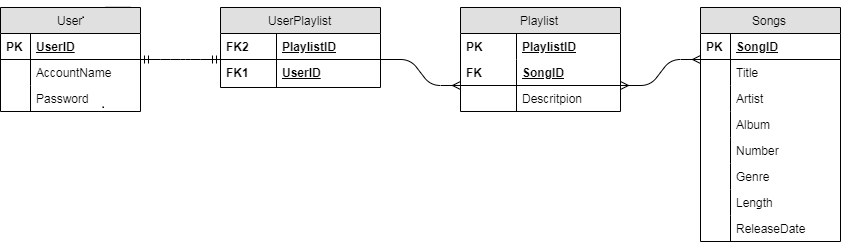 User
PK UserID
AccountName
Password
UserPlaylist
FK2 PlaylistID
FK1 UserID
Playlist
PK PlaylistID
FK SongID
Descritpion
Songs
PK SongID
Title
Artist
Album
Number
Genre
Length
ReleaseDate